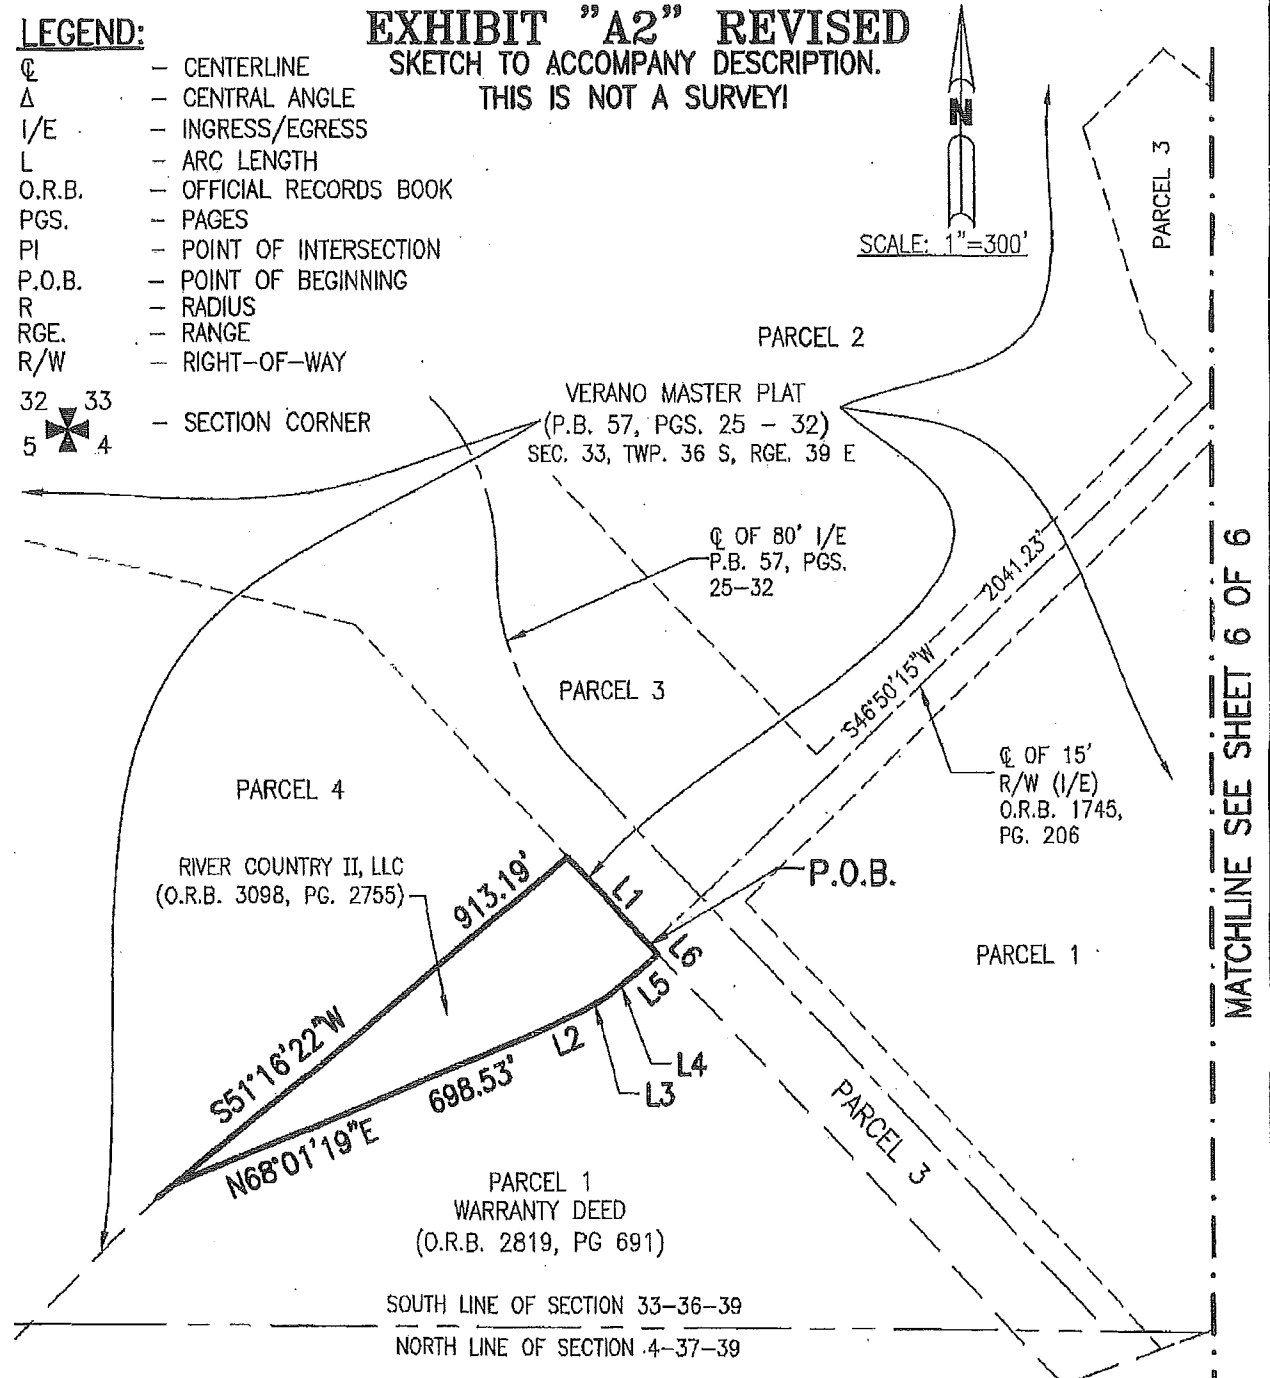 LEGEND:
℄ – CENTERLINE
Δ – CENTRAL ANGLE
I/E – INGRESS/EGRESS
L – ARC LENGTH
O.R.B. – OFFICIAL RECORDS BOOK
PGS. – PAGES
PI – POINT OF INTERSECTION
P.O.B. – POINT OF BEGINNING
R – RADIUS
RGE. – RANGE
R/W – RIGHT-OF-WAY
32 33
5 4
– SECTION CORNER
EXHIBIT "A2" REVISED
SKETCH TO ACCOMPANY DESCRIPTION.
THIS IS NOT A SURVEY!
N
SCALE: 1"=300'
PARCEL 3
PARCEL 2
VERANO MASTER PLAT
(P.B. 57, PGS. 25 – 32)
SEC. 33, TWP. 36 S, RGE. 39 E
℄ OF 80' I/E
P.B. 57, PGS.
25-32
2041.23'
S46°50'15"W
PARCEL 3
℄ OF 15'
R/W (I/E)
O.R.B. 1745,
PG. 206
PARCEL 4
RIVER COUNTRY II, LLC
(O.R.B. 3098, PG. 2755)
913.19'
S51°16'22"W
L1
P.O.B.
L6
L5
PARCEL 1
L2
L4
L3
698.53'
N68°01'19"E
PARCEL 3
PARCEL 1
WARRANTY DEED
(O.R.B. 2819, PG 691)
SOUTH LINE OF SECTION 33-36-39
NORTH LINE OF SECTION 4-37-39
MATCHLINE SEE SHEET 6 OF 6